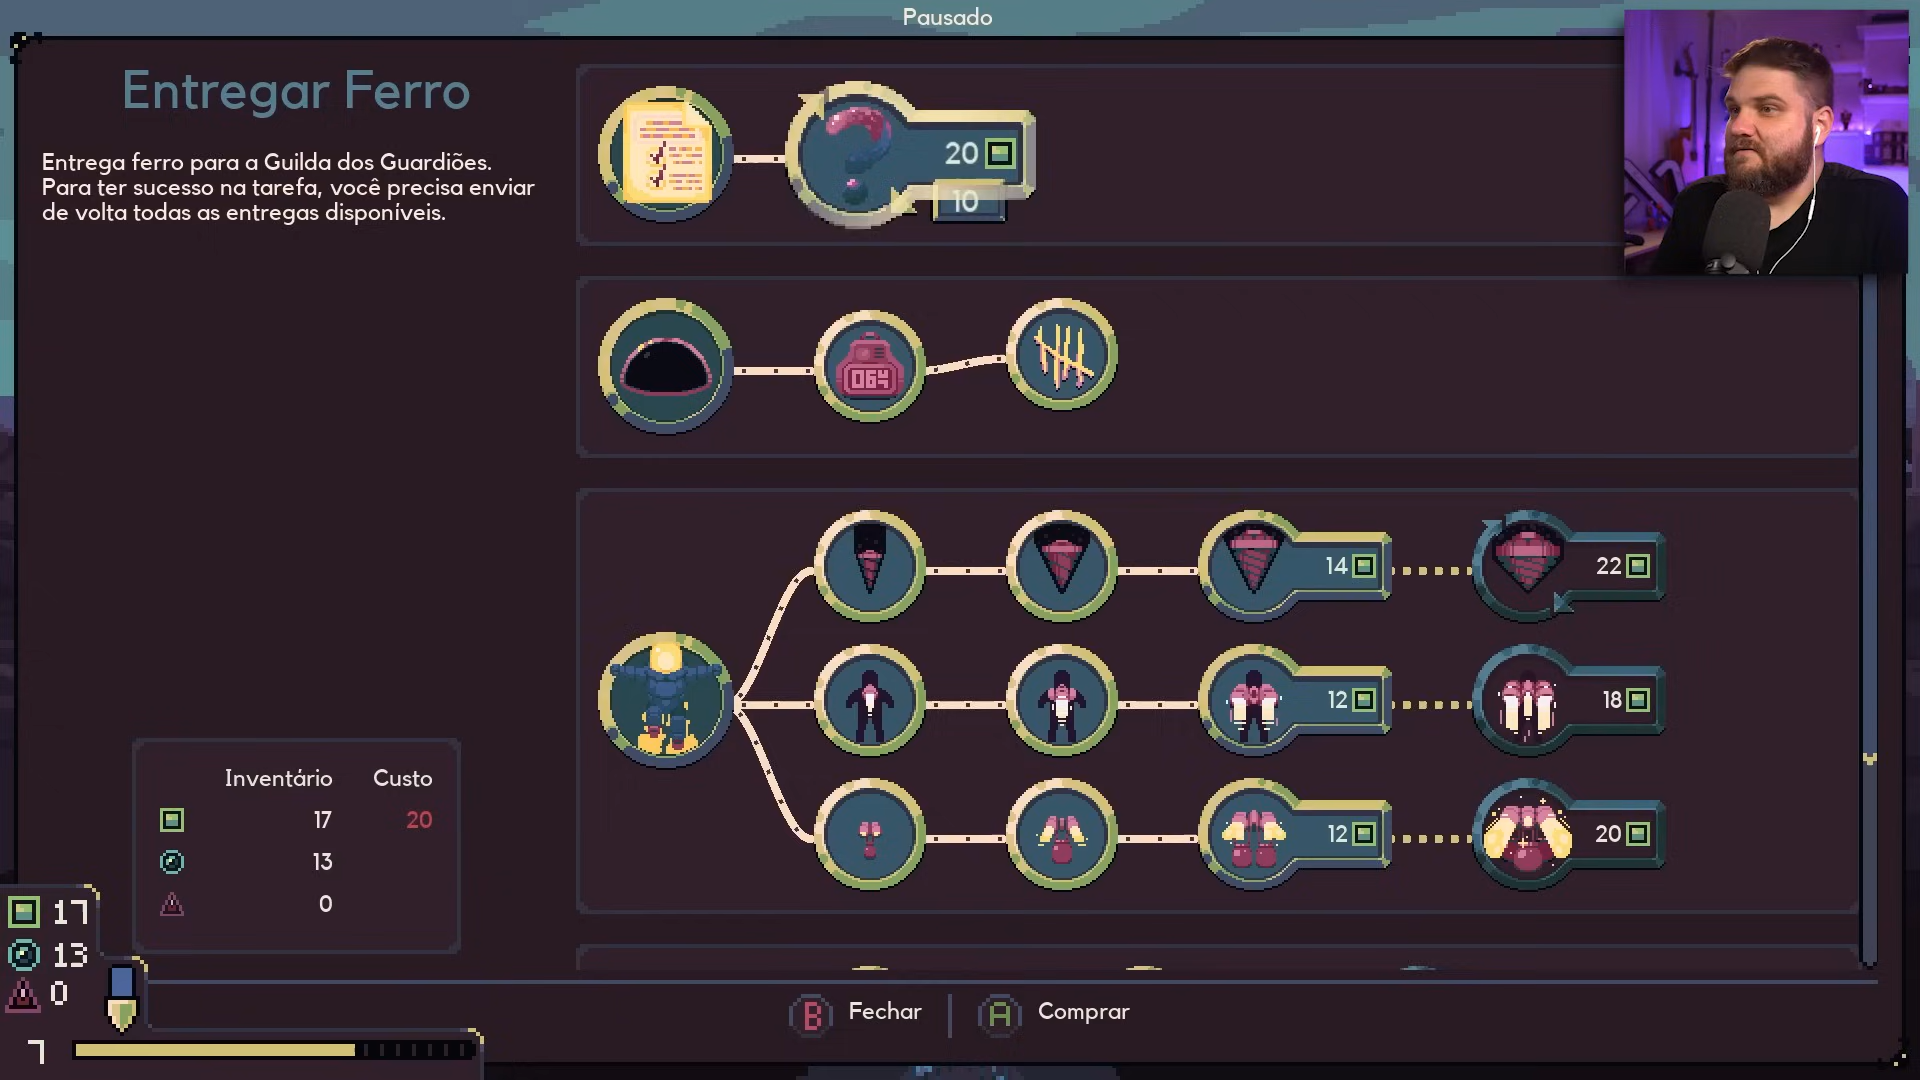 Pausado
Entregar Ferro
Entrega ferro para a Guilda dos Guardiões.
Para ter sucesso na tarefa, você precisa enviar
de volta todas as entregas disponíveis.
20
10
064
14
22
12
18
12
20
Inventário Custo
17 20
13
0
17
13
0
7
B Fechar
A Comprar